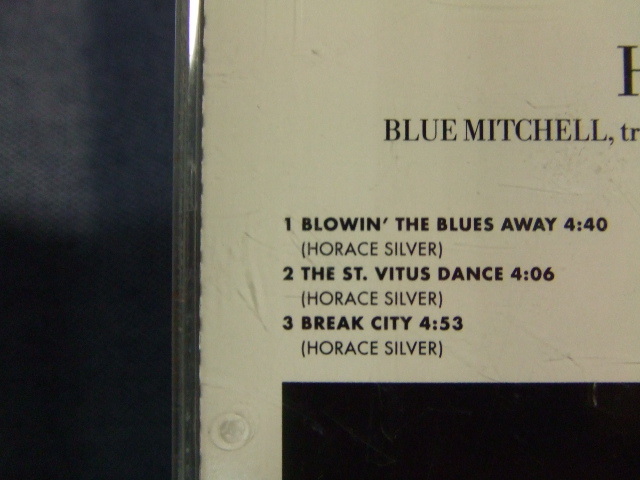 BLUE MITCHELL, tr
1 BLOWIN' THE BLUES AWAY 4:40
(HORACE SILVER)
2 THE ST. VITUS DANCE 4:06
(HORACE SILVER)
3 BREAK CITY 4:53
(HORACE SILVER)